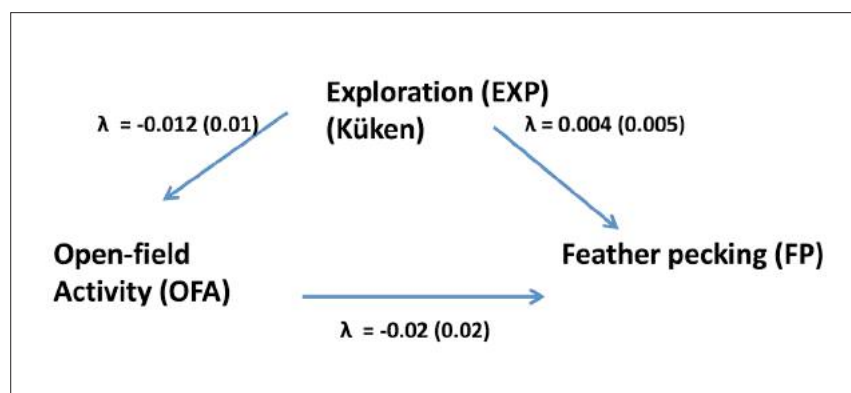 Exploration (EXP)
(Küken)
λ = -0.012 (0.01)
λ = 0.004 (0.005)
Open-field
Activity (OFA)
Feather pecking (FP)
λ = -0.02 (0.02)